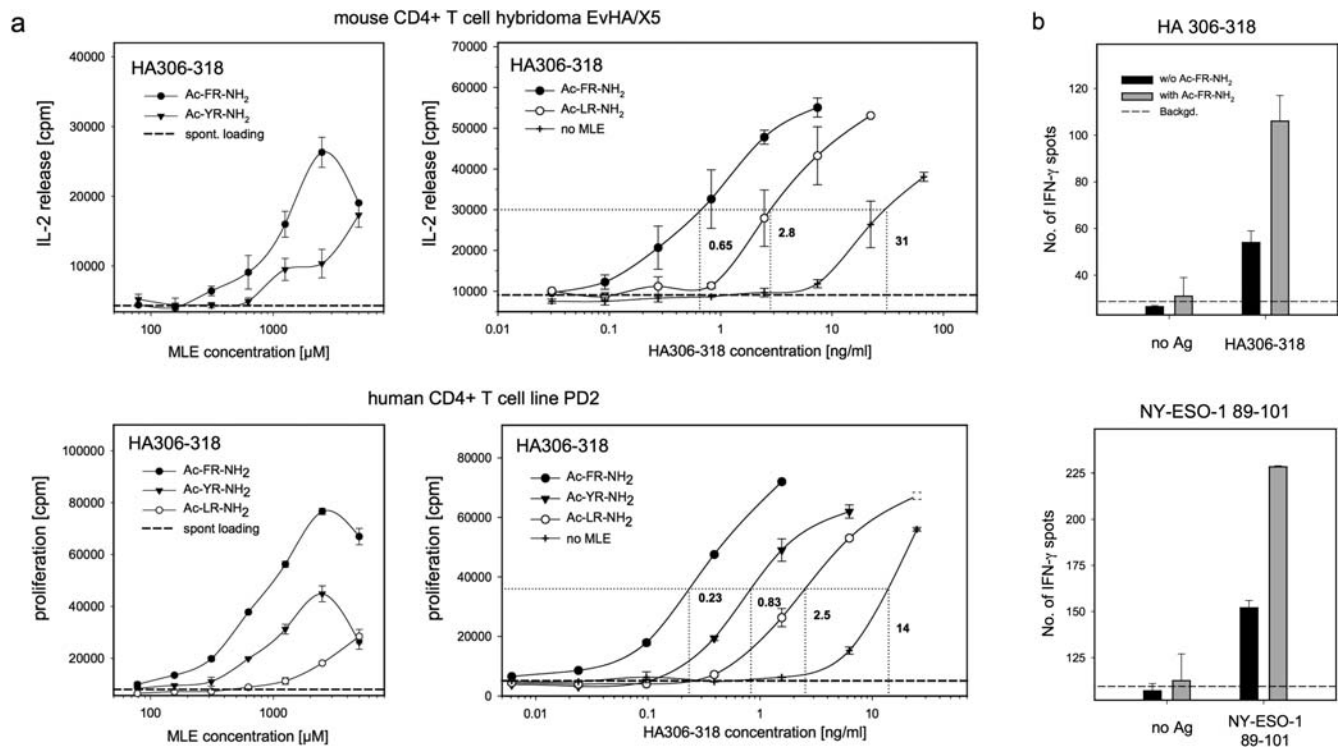 a
mouse CD4+ T cell hybridoma EvHA/X5
40000
30000
20000
10000
IL-2 release [cpm]
HA306-318
Ac-FR-NH₂
Ac-YR-NH₂
spont. loading
100
1000
MLE concentration [µM]
70000
60000
50000
40000
30000
20000
10000
0
IL-2 release [cpm]
HA306-318
Ac-FR-NH₂
Ac-LR-NH₂
no MLE
0.65
2.8
31
0.01
0.1
1
10
100
HA306-318 concentration [ng/ml]
human CD4+ T cell line PD2
100000
80000
60000
40000
20000
proliferation [cpm]
HA306-318
Ac-FR-NH₂
Ac-YR-NH₂
Ac-LR-NH₂
spont loading
100
1000
MLE concentration [µM]
80000
60000
40000
20000
0
proliferation [cpm]
HA306-318
Ac-FR-NH₂
Ac-YR-NH₂
Ac-LR-NH₂
no MLE
0.23
0.83
2.5
14
0.01
0.1
1
10
100
HA306-318 concentration [ng/ml]
b
HA 306-318
120
100
80
60
40
No. of IFN-γ spots
w/o Ac-FR-NH₂
with Ac-FR-NH₂
Backgd.
no Ag
HA306-318
NY-ESO-1 89-101
225
200
175
150
125
No. of IFN-γ spots
no Ag
NY-ESO-1
89-101